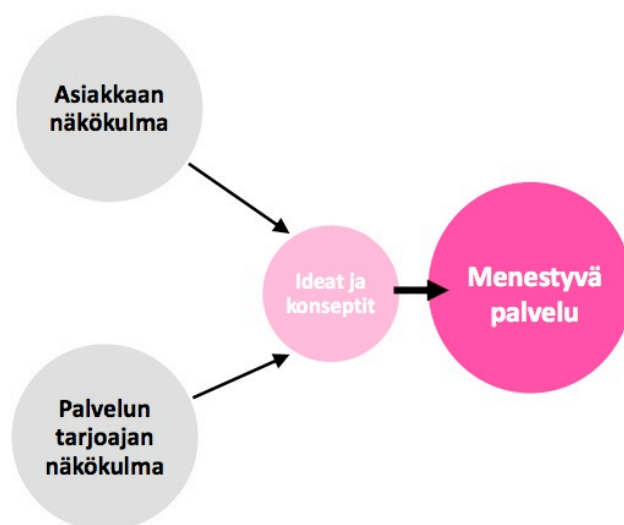 Asiakkaan
näkökulma
Ideat ja
konseptit
Menestyvä
palvelu
Palvelun
tarjoajan
näkökulma